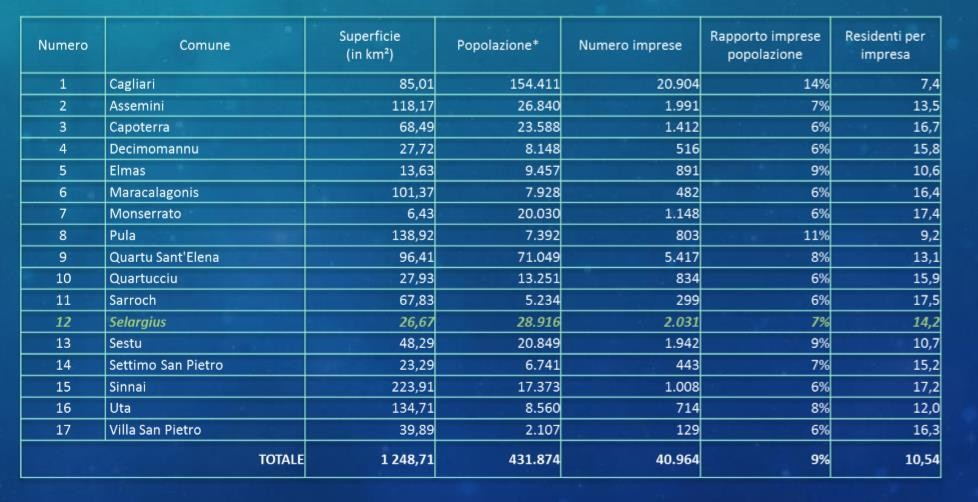 Numero Comune Superficie (in km²) Popolazione* Numero imprese Rapporto imprese popolazione Residenti per impresa
1 Cagliari 85,01 154.411 20.904 14% 7,4
2 Assemini 118,17 26.840 1.991 7% 13,5
3 Capoterra 68,49 23.588 1.412 6% 16,7
4 Decimomannu 27,72 8.148 516 6% 15,8
5 Elmas 13,63 9.457 891 9% 10,6
6 Maracalagonis 101,37 7.928 482 6% 16,4
7 Monserrato 6,43 20.030 1.148 6% 17,4
8 Pula 138,92 7.392 803 11% 9,2
9 Quartu Sant'Elena 96,41 71.049 5.417 8% 13,1
10 Quartucciu 27,93 13.251 834 6% 15,9
11 Sarroch 67,83 5.234 299 6% 17,5
12 Selargius 26,67 28.916 2.031 7% 14,2
13 Sestu 48,29 20.849 1.942 9% 10,7
14 Settimo San Pietro 23,29 6.741 443 7% 15,2
15 Sinnai 223,91 17.373 1.008 6% 17,2
16 Uta 134,71 8.560 714 8% 12,0
17 Villa San Pietro 39,89 2.107 129 6% 16,3
TOTALE 1 248,71 431.874 40.964 9% 10,54